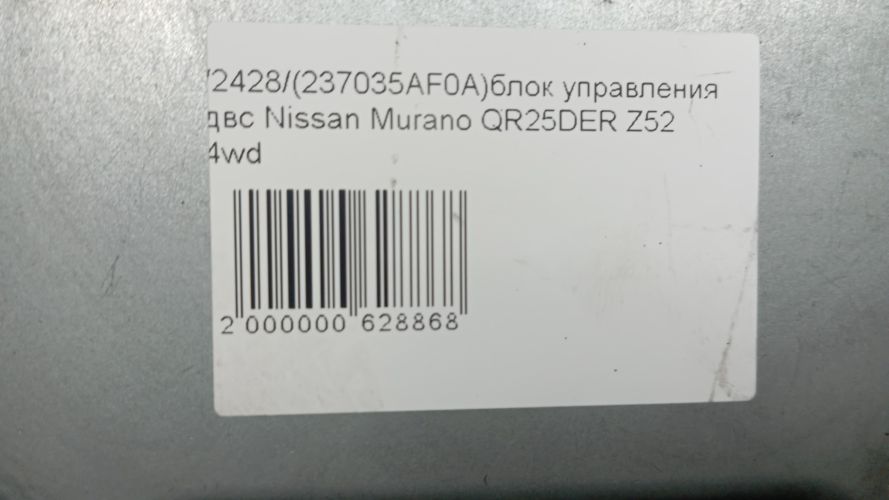 /2428/(237035AF0A)блок управления
двс Nissan Murano QR25DER Z52
4wd
2 000000 628868